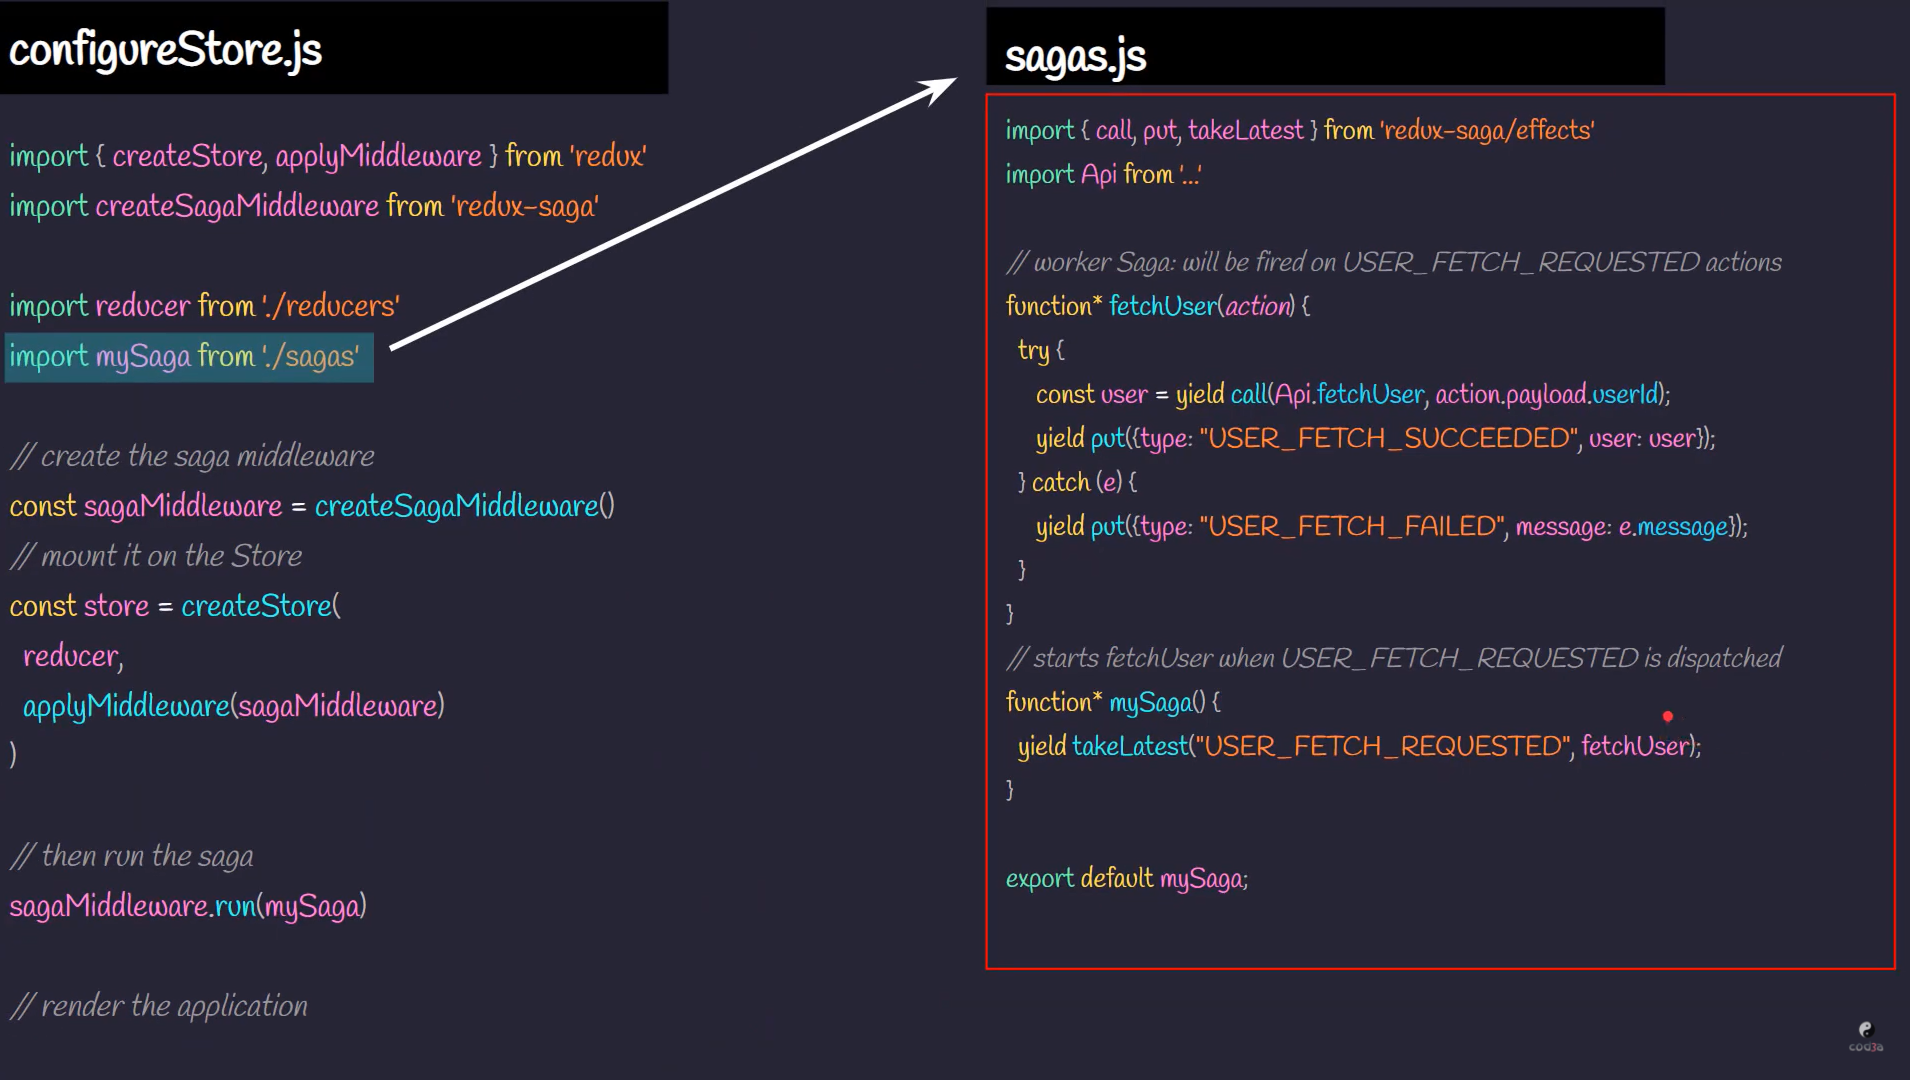 configureStore.js
import { createStore, applyMiddleware } from 'redux'
import createSagaMiddleware from 'redux-saga'
import reducer from './reducers'
import mySaga from './sagas'
// create the saga middleware
const sagaMiddleware = createSagaMiddleware()
// mount it on the Store
const store = createStore(
reducer,
applyMiddleware(sagaMiddleware)
)
// then run the saga
sagaMiddleware.run(mySaga)
// render the application
sagas.js
import { call, put, takeLatest } from 'redux-saga/effects'
import Api from '...'
// worker Saga: will be fired on USER_FETCH_REQUESTED actions
function* fetchUser(action) {
try {
const user = yield call(Api.fetchUser, action.payload.userId);
yield put({type: "USER_FETCH_SUCCEEDED", user: user});
} catch (e) {
yield put({type: "USER_FETCH_FAILED", message: e.message});
}
}
// starts fetchUser when USER_FETCH_REQUESTED is dispatched
function* mySaga() {
yield takeLatest("USER_FETCH_REQUESTED", fetchUser);
}
export default mySaga;